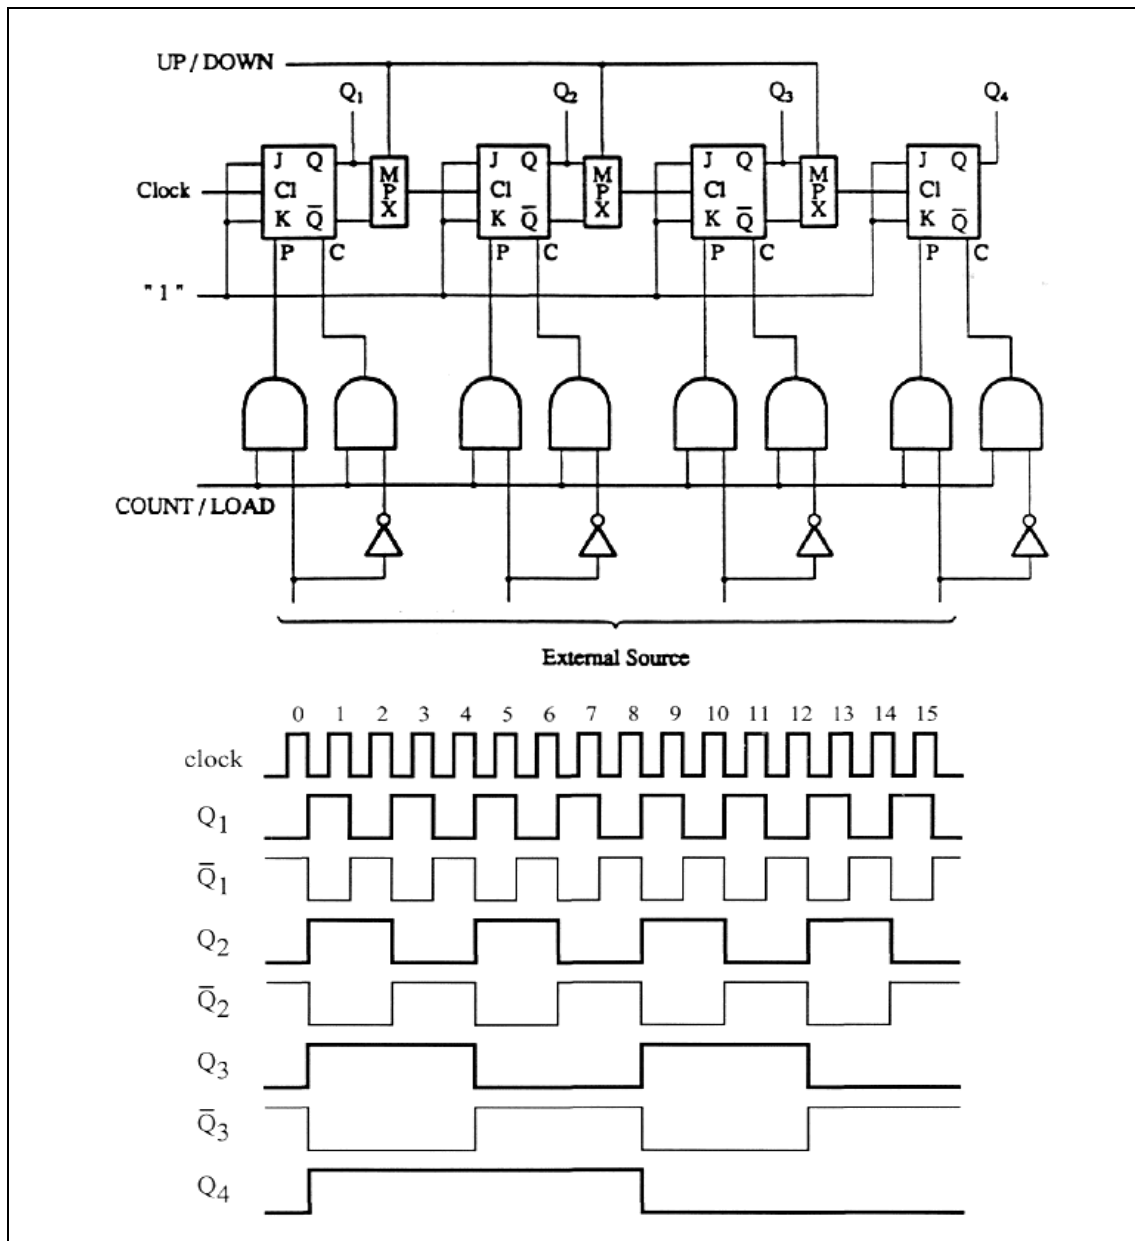 UP / DOWN
Q₁ Q₂ Q₃ Q₄
J Q M P X J Q M P X J Q M P X J Q
Clock Cl Cl Cl Cl
K Q̅ K Q̅ K Q̅ K Q̅
P C P C P C P C
" 1 "
COUNT / LOAD
External Source
0 1 2 3 4 5 6 7 8 9 10 11 12 13 14 15
clock
Q₁
Q̅₁
Q₂
Q̅₂
Q₃
Q̅₃
Q₄